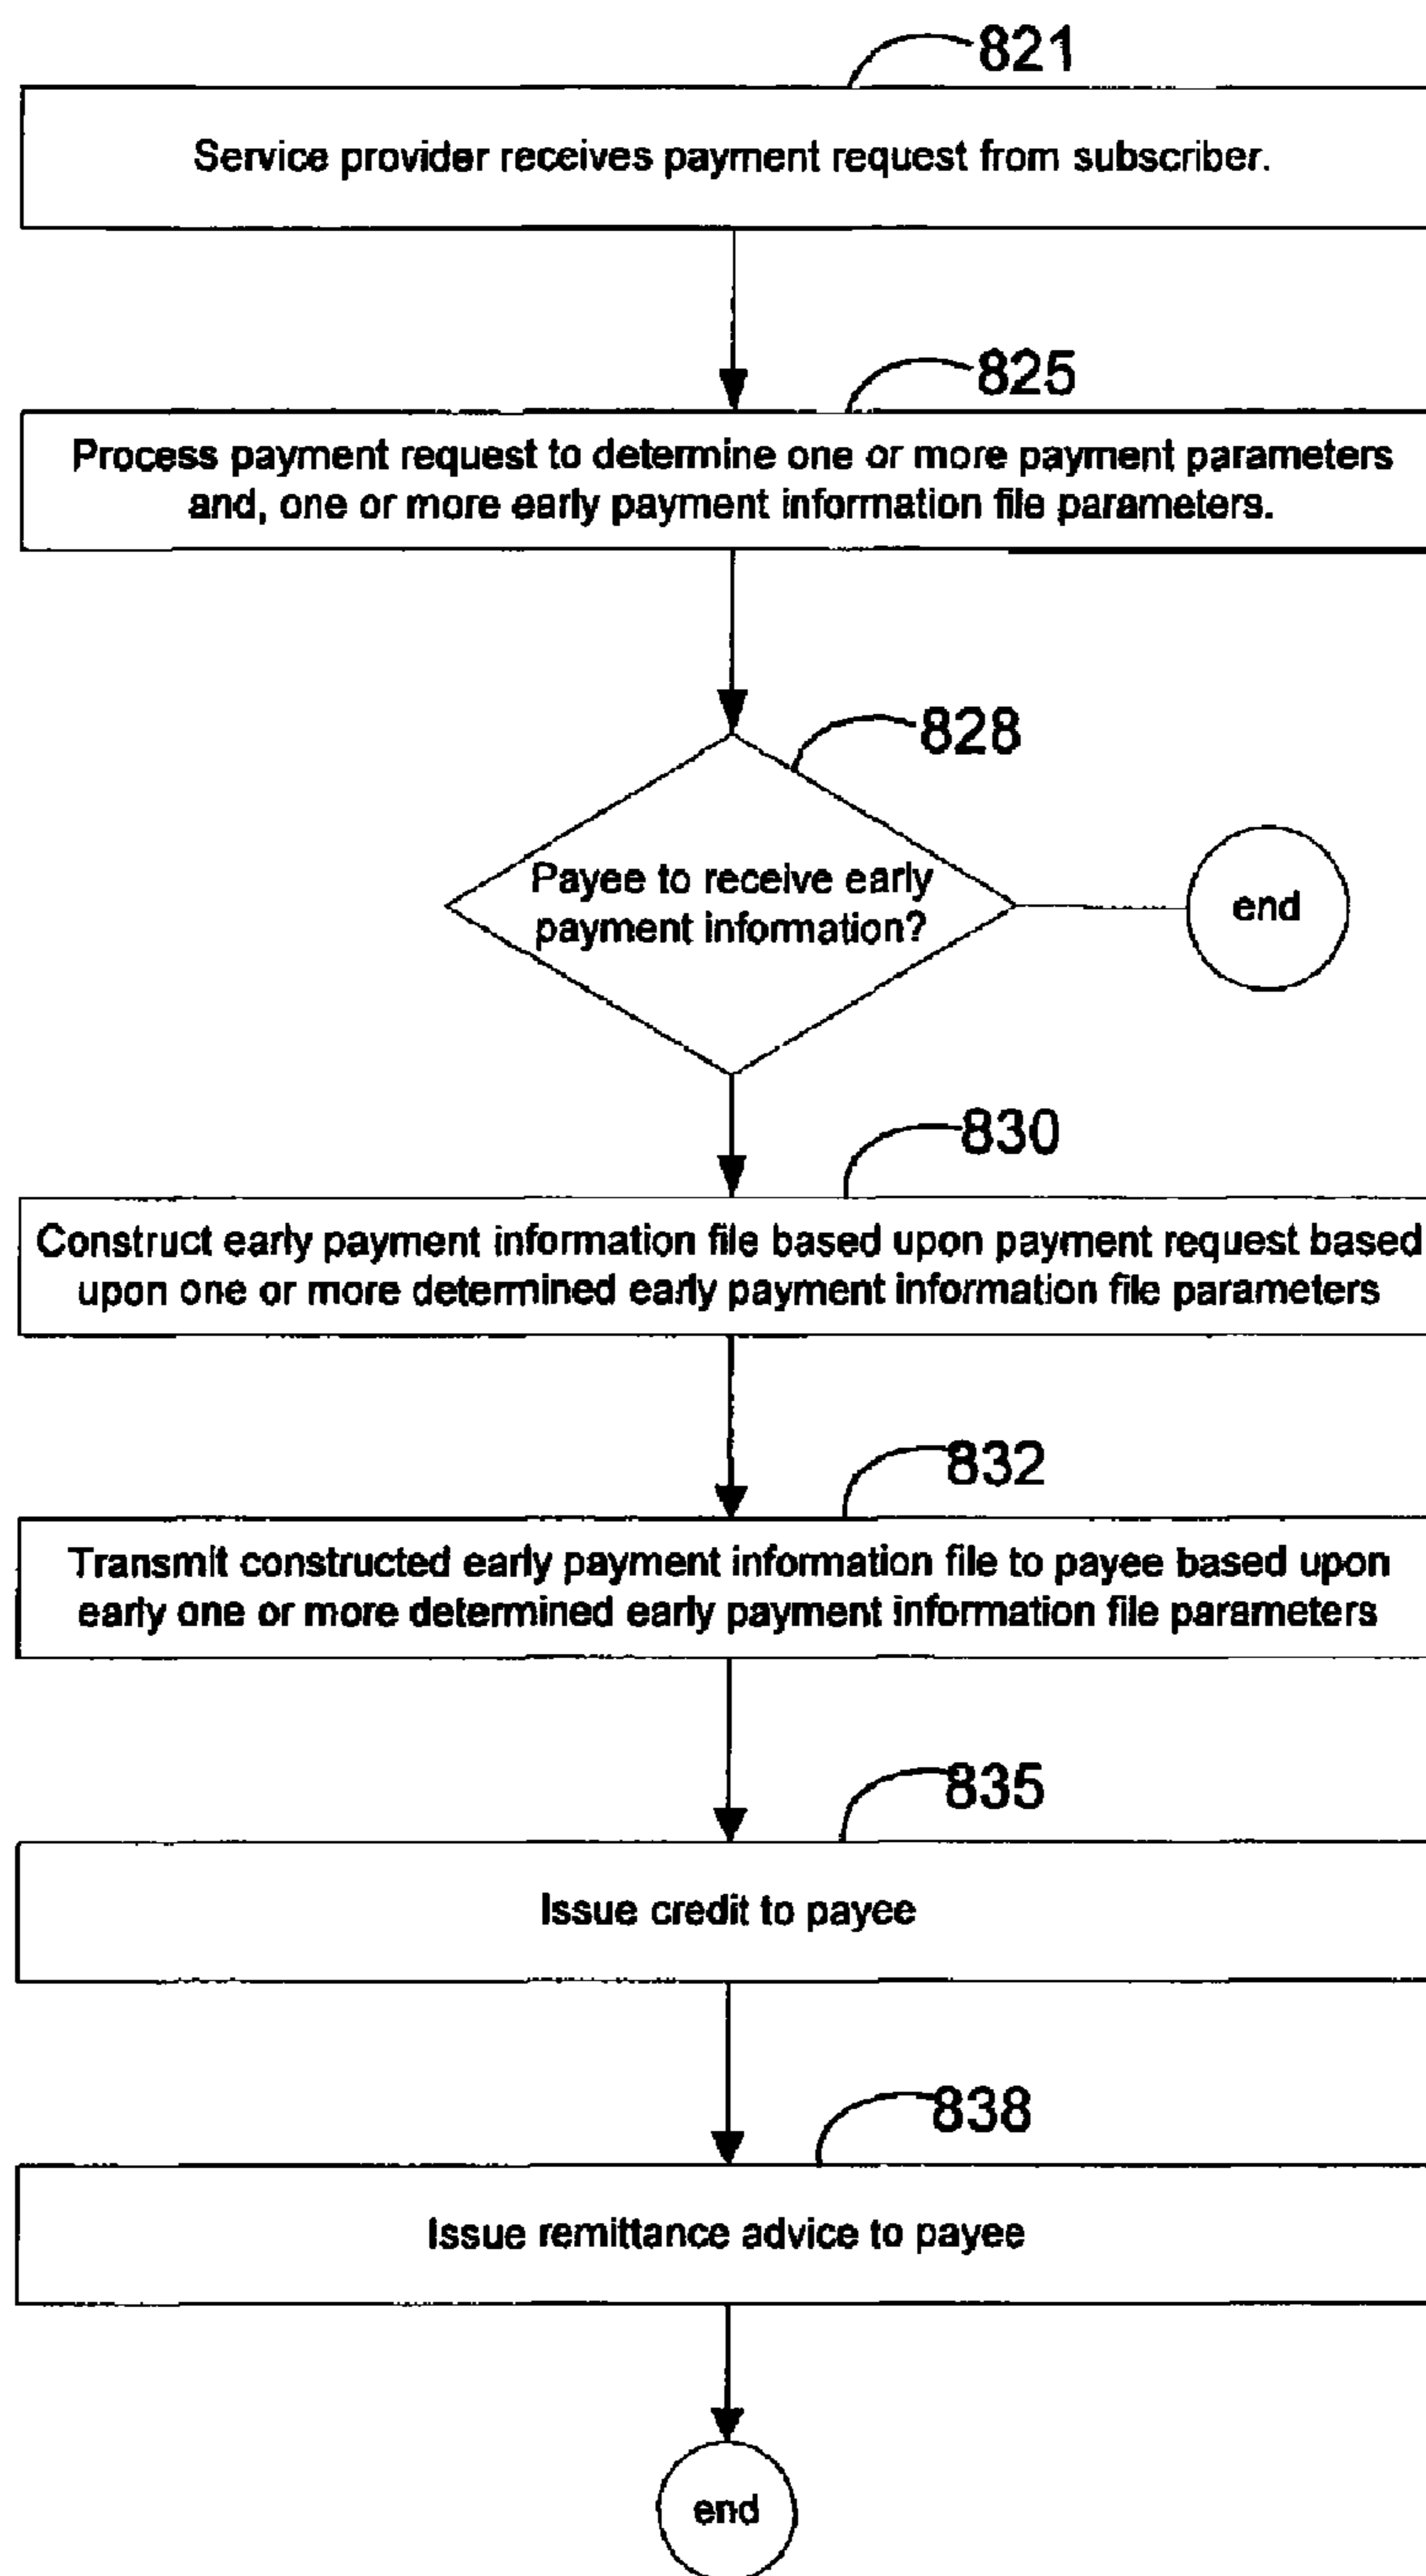 821
Service provider receives payment request from subscriber.
825
Process payment request to determine one or more payment parameters
and, one or more early payment information file parameters.
828
Payee to receive early
payment information?
end
830
Construct early payment information file based upon payment request based
upon one or more determined early payment information file parameters
832
Transmit constructed early payment information file to payee based upon
early one or more determined early payment information file parameters
835
Issue credit to payee
838
Issue remittance advice to payee
end